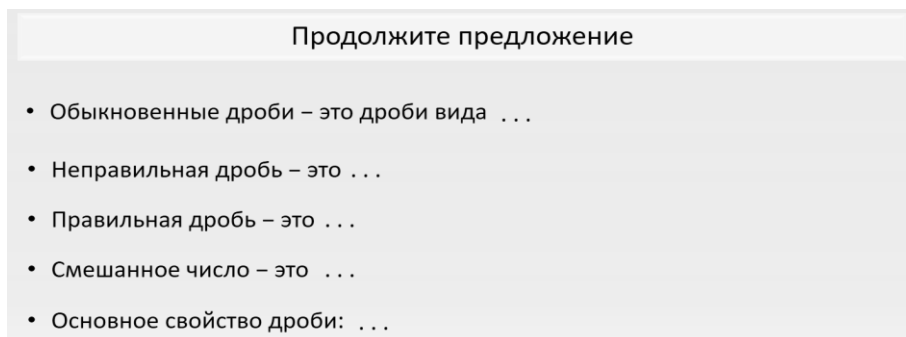 Продолжите предложение
• Обыкновенные дроби – это дроби вида ...
• Неправильная дробь – это ...
• Правильная дробь – это ...
• Смешанное число – это ...
• Основное свойство дроби: ...